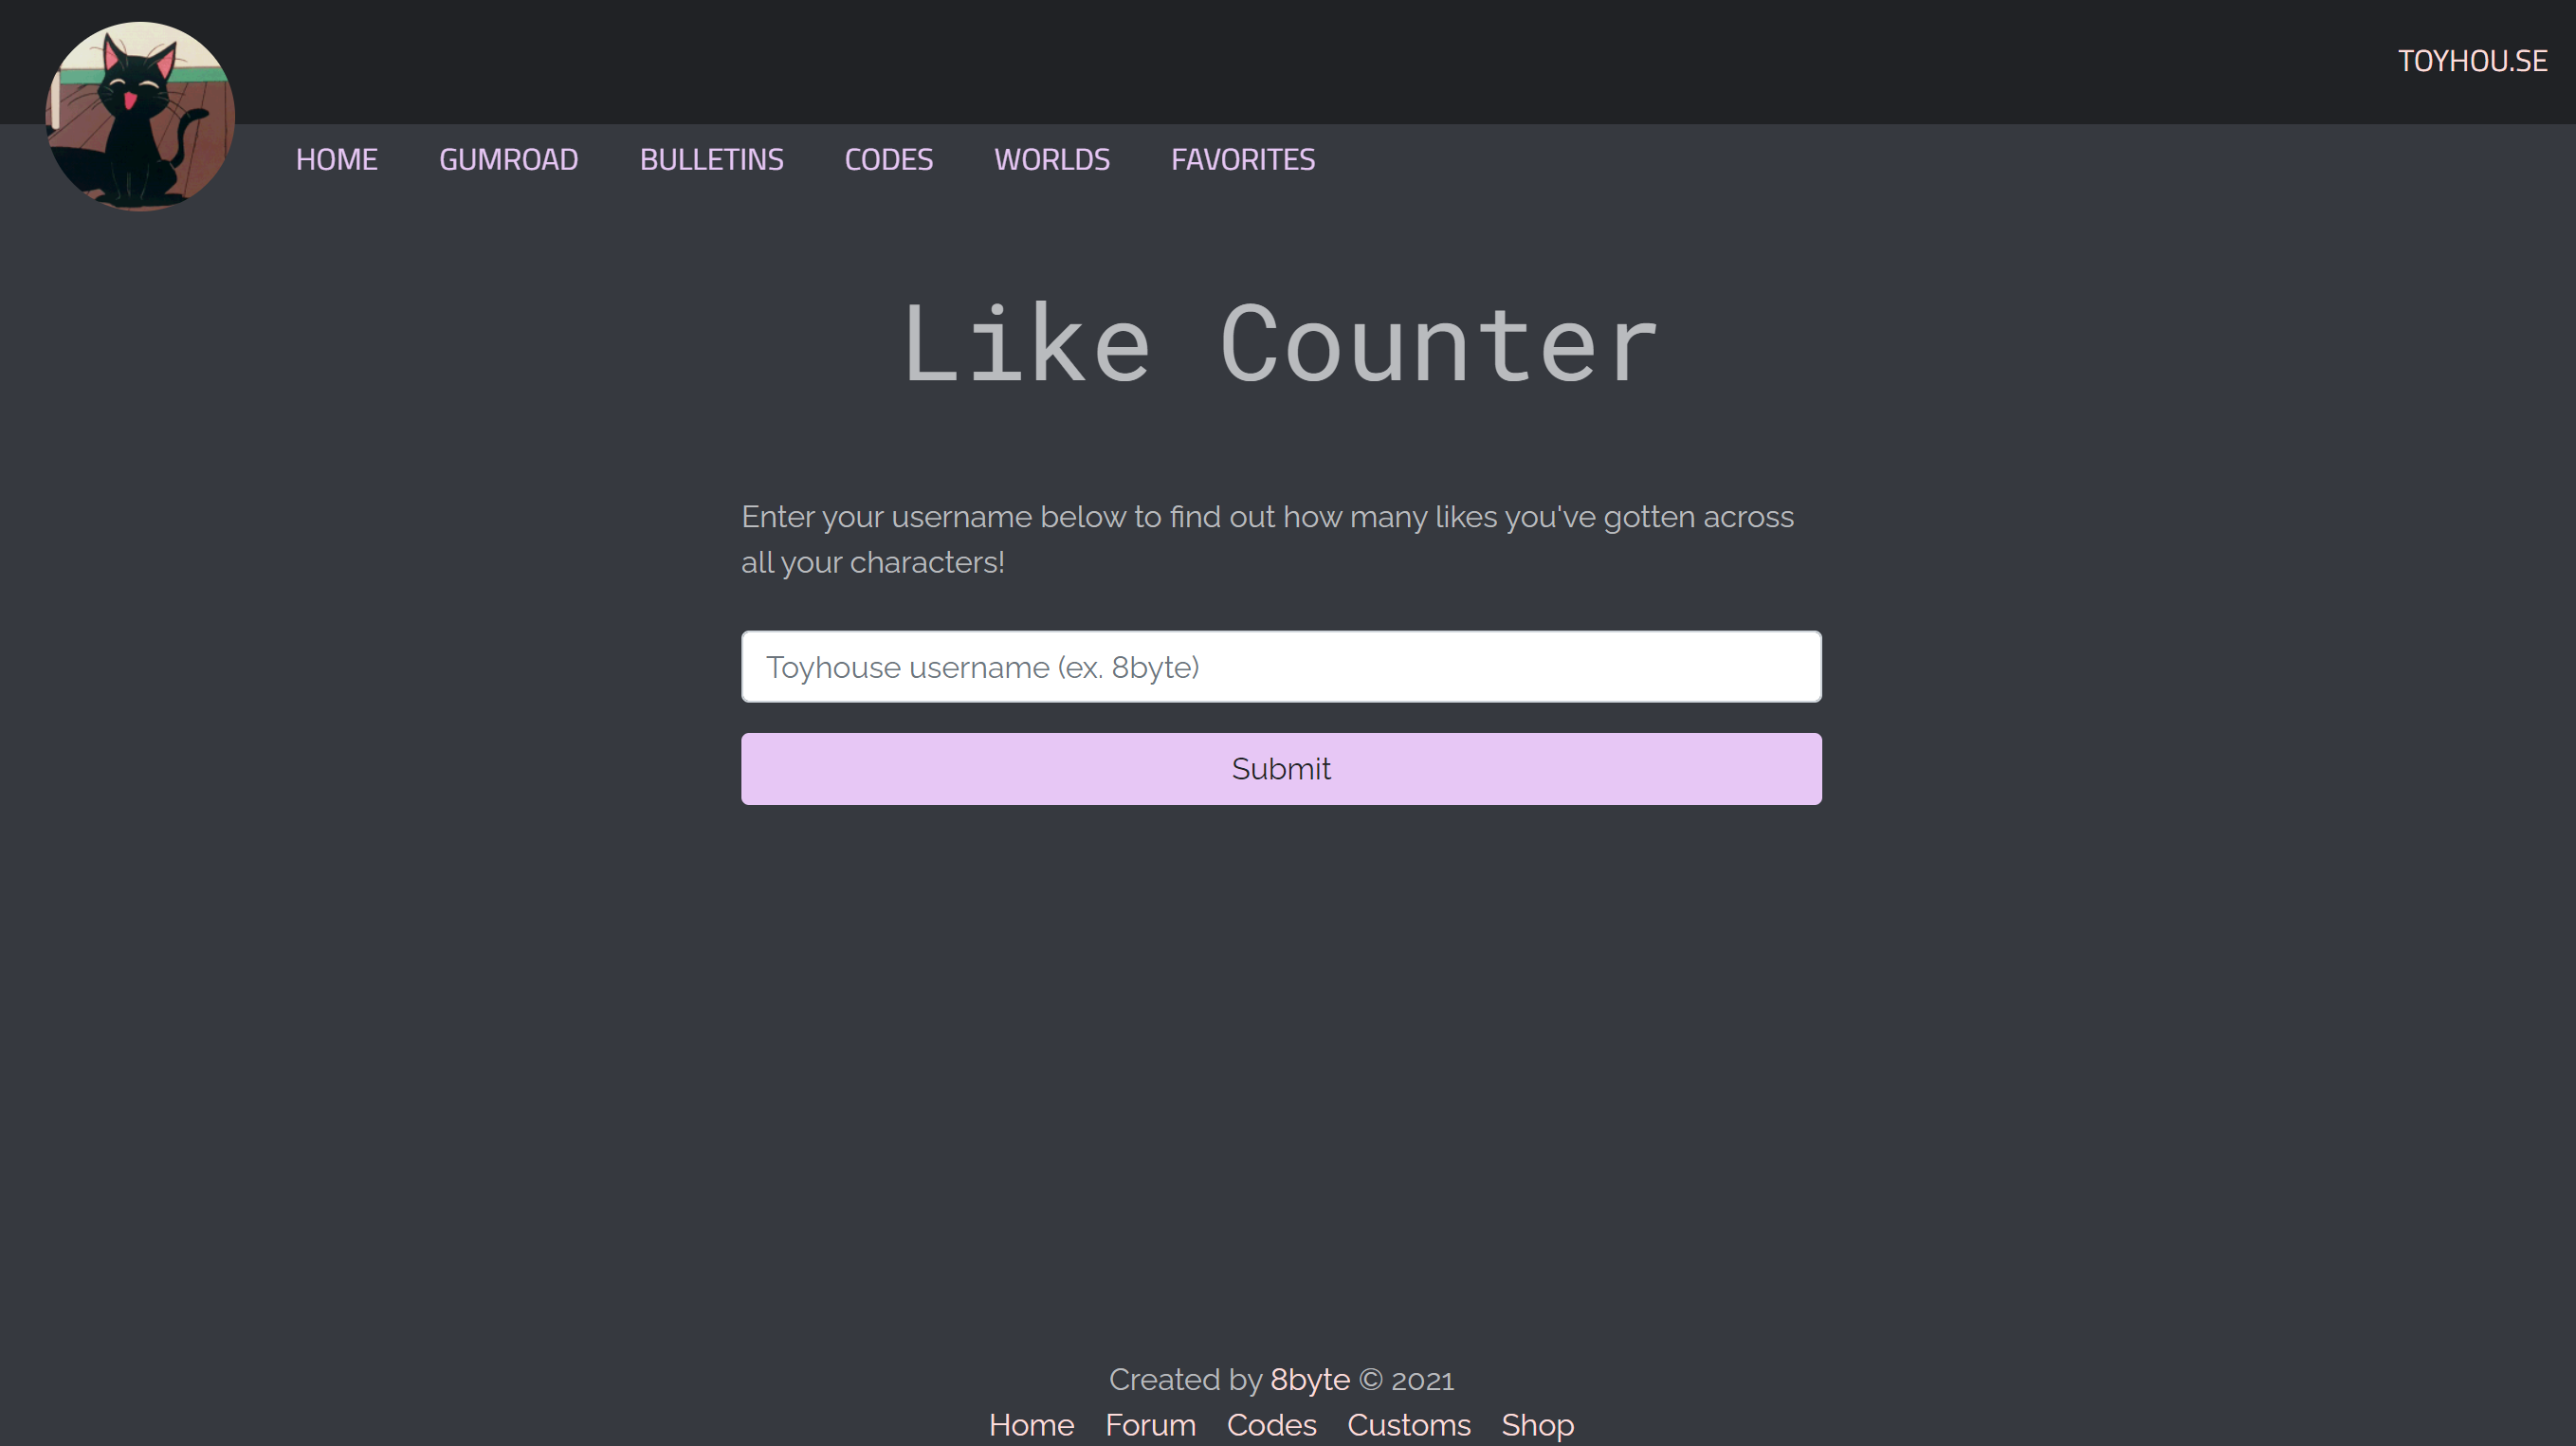 TOYHOU.SE
HOME GUMROAD BULLETINS CODES WORLDS FAVORITES
Like Counter
Enter your username below to find out how many likes you've gotten across
all your characters!
Toyhouse username (ex. 8byte)
Submit
Created by 8byte © 2021
Home Forum Codes Customs Shop